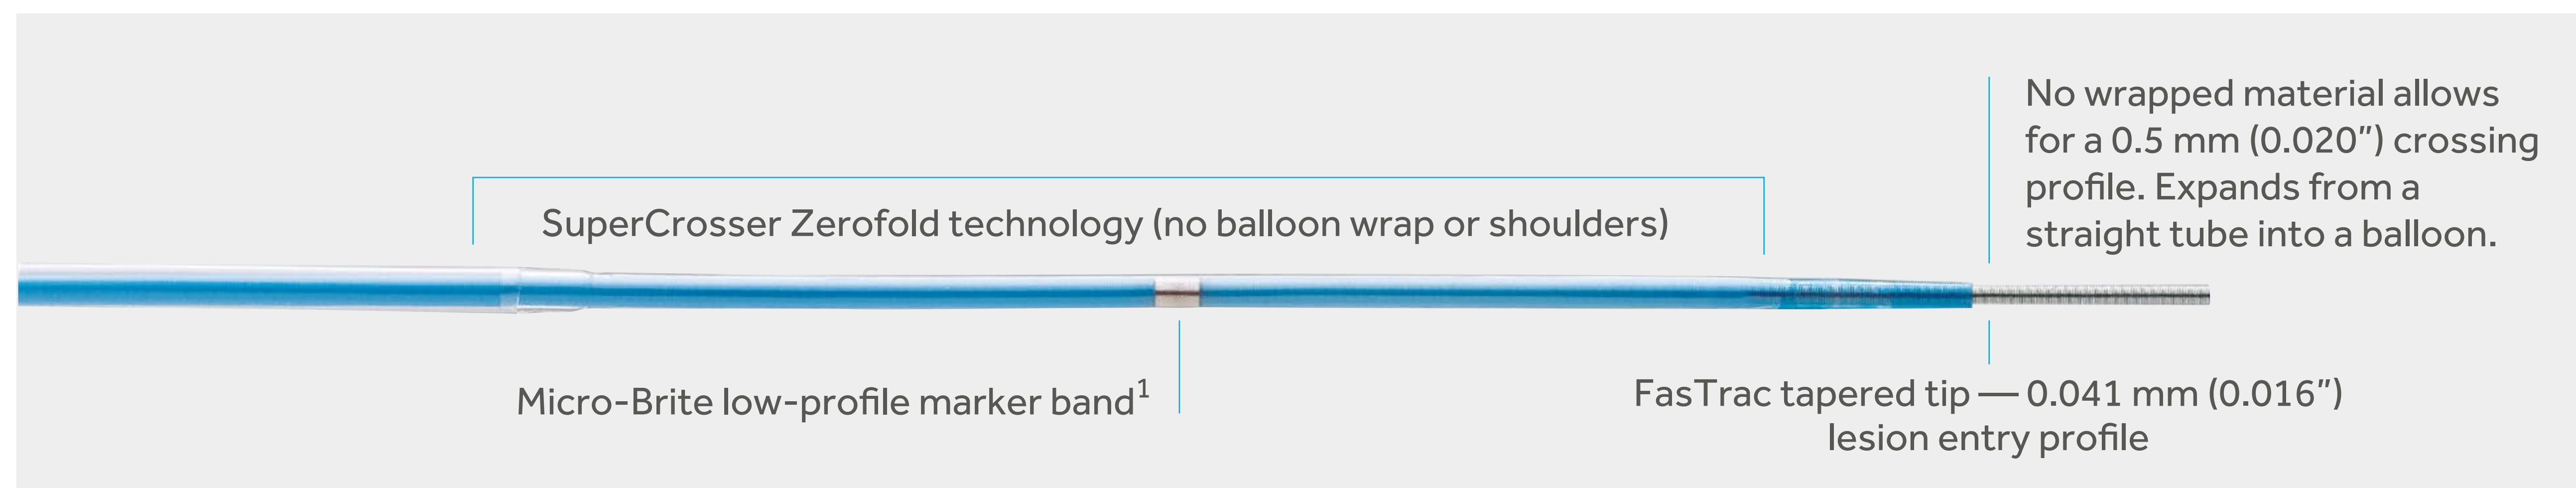 No wrapped material allows
for a 0.5 mm (0.020″) crossing
profile. Expands from a
straight tube into a balloon.
SuperCrosser Zerofold technology (no balloon wrap or shoulders)
Micro-Brite low-profile marker band¹
FasTrac tapered tip — 0.041 mm (0.016″)
lesion entry profile